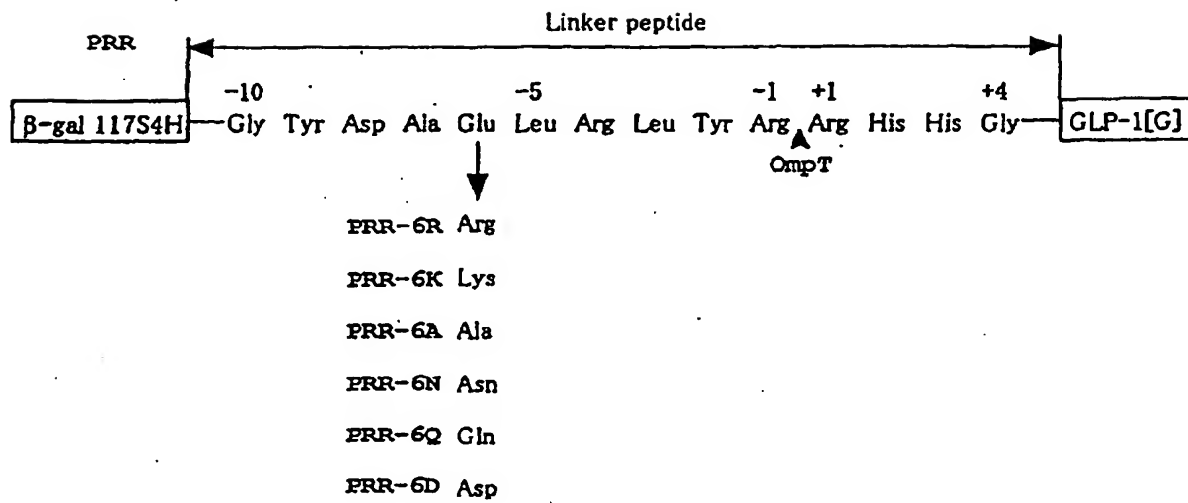 Linker peptide
PRR
-10 -5 -1 +1 +4
β-gal 117S4H Gly Tyr Asp Ala Glu Leu Arg Leu Tyr Arg Arg His His Gly GLP-1[G]
OmpT
PRR-6R Arg
PRR-6K Lys
PRR-6A Ala
PRR-6N Asn
PRR-6Q Gln
PRR-6D Asp